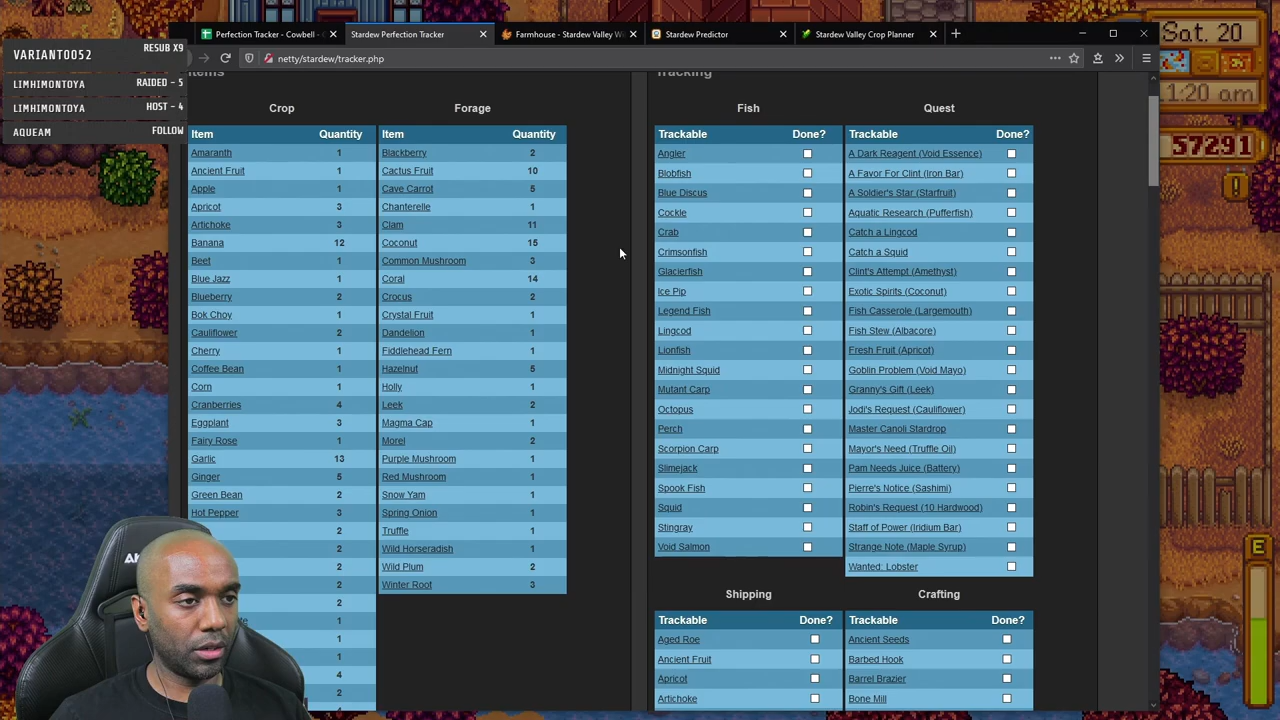 VARIANT0052 RESUB X9
LIMHIMONTOYA RAIDED - 5
LIMHIMONTOYA HOST - 4
AQUEAM FOLLOW
Perfection Tracker - Cowbell - G
Stardew Perfection Tracker
Farmhouse - Stardew Valley W
Stardew Predictor
Stardew Valley Crop Planner
netty/stardew/tracker.php
Sat. 20
1:20 am
57291
E
Items
Tracking
Crop
Item Quantity
Amaranth 1
Ancient Fruit 1
Apple 1
Apricot 3
Artichoke 3
Banana 12
Beet 1
Blue Jazz 1
Blueberry 2
Bok Choy 1
Cauliflower 2
Cherry 1
Coffee Bean 1
Corn 1
Cranberries 4
Eggplant 3
Fairy Rose 1
Garlic 13
Ginger 5
Green Bean 2
Hot Pepper 3
2
2
2
2
2
1
1
1
4
2
Forage
Item Quantity
Blackberry 2
Cactus Fruit 10
Cave Carrot 5
Chanterelle 1
Clam 11
Coconut 15
Common Mushroom 3
Coral 14
Crocus 2
Crystal Fruit 1
Dandelion 1
Fiddlehead Fern 1
Hazelnut 5
Holly 1
Leek 2
Magma Cap 1
Morel 2
Purple Mushroom 1
Red Mushroom 1
Snow Yam 1
Spring Onion 1
Truffle 1
Wild Horseradish 1
Wild Plum 2
Winter Root 3
Fish
Trackable Done?
Angler
Blobfish
Blue Discus
Cockle
Crab
Crimsonfish
Glacierfish
Ice Pip
Legend Fish
Lingcod
Lionfish
Midnight Squid
Mutant Carp
Octopus
Perch
Scorpion Carp
Slimejack
Spook Fish
Squid
Stingray
Void Salmon
Quest
Trackable Done?
A Dark Reagent (Void Essence)
A Favor For Clint (Iron Bar)
A Soldier's Star (Starfruit)
Aquatic Research (Pufferfish)
Catch a Lingcod
Catch a Squid
Clint's Attempt (Amethyst)
Exotic Spirits (Coconut)
Fish Casserole (Largemouth)
Fish Stew (Albacore)
Fresh Fruit (Apricot)
Goblin Problem (Void Mayo)
Granny's Gift (Leek)
Jodi's Request (Cauliflower)
Master Canoli Stardrop
Mayor's Need (Truffle Oil)
Pam Needs Juice (Battery)
Pierre's Notice (Sashimi)
Robin's Request (10 Hardwood)
Staff of Power (Iridium Bar)
Strange Note (Maple Syrup)
Wanted: Lobster
Shipping
Trackable Done?
Aged Roe
Ancient Fruit
Apricot
Artichoke
Crafting
Trackable Done?
Ancient Seeds
Barbed Hook
Barrel Brazier
Bone Mill